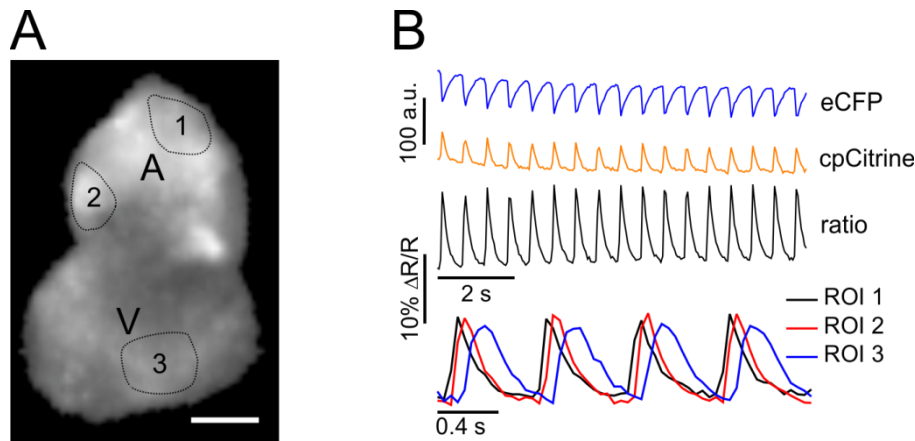 A
1
A
2
V
3
B
100 a.u.
eCFP
cpCitrine
ratio
2 s
10% ΔR/R
ROI 1
ROI 2
ROI 3
0.4 s